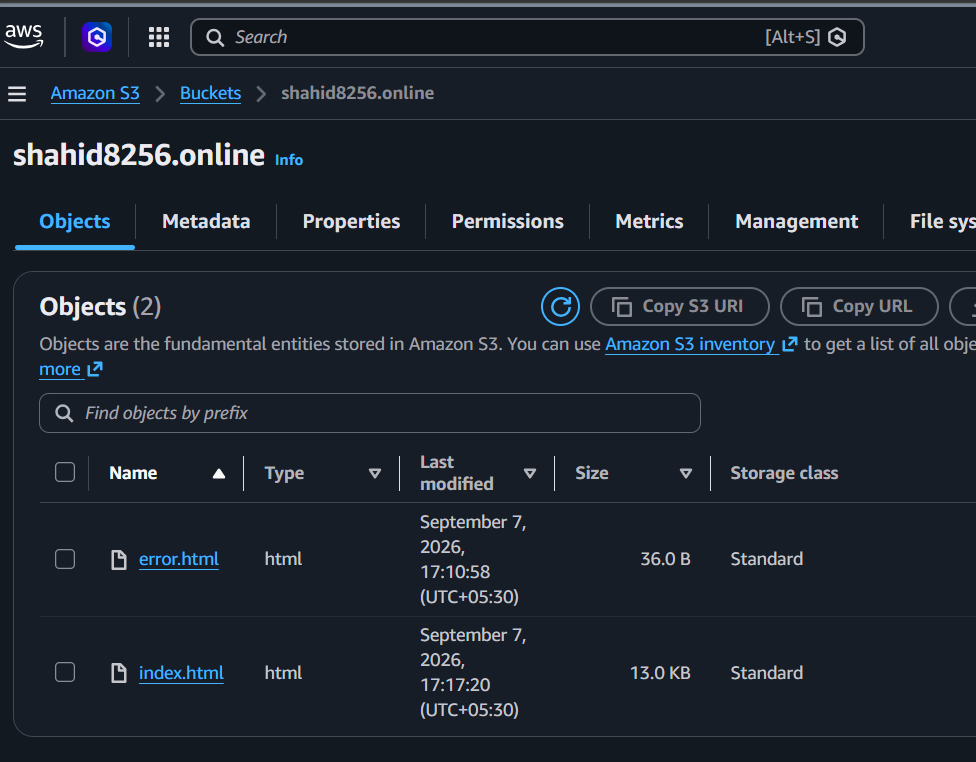 aws
Search [Alt+S]
Amazon S3 > Buckets > shahid8256.online
shahid8256.online Info
Objects Metadata Properties Permissions Metrics Management File sys
Objects (2) Copy S3 URI Copy URL
Objects are the fundamental entities stored in Amazon S3. You can use Amazon S3 inventory to get a list of all obje
more
Find objects by prefix
Name Type Last modified Size Storage class
error.html html September 7, 2026, 17:10:58 (UTC+05:30) 36.0 B Standard
index.html html September 7, 2026, 17:17:20 (UTC+05:30) 13.0 KB Standard